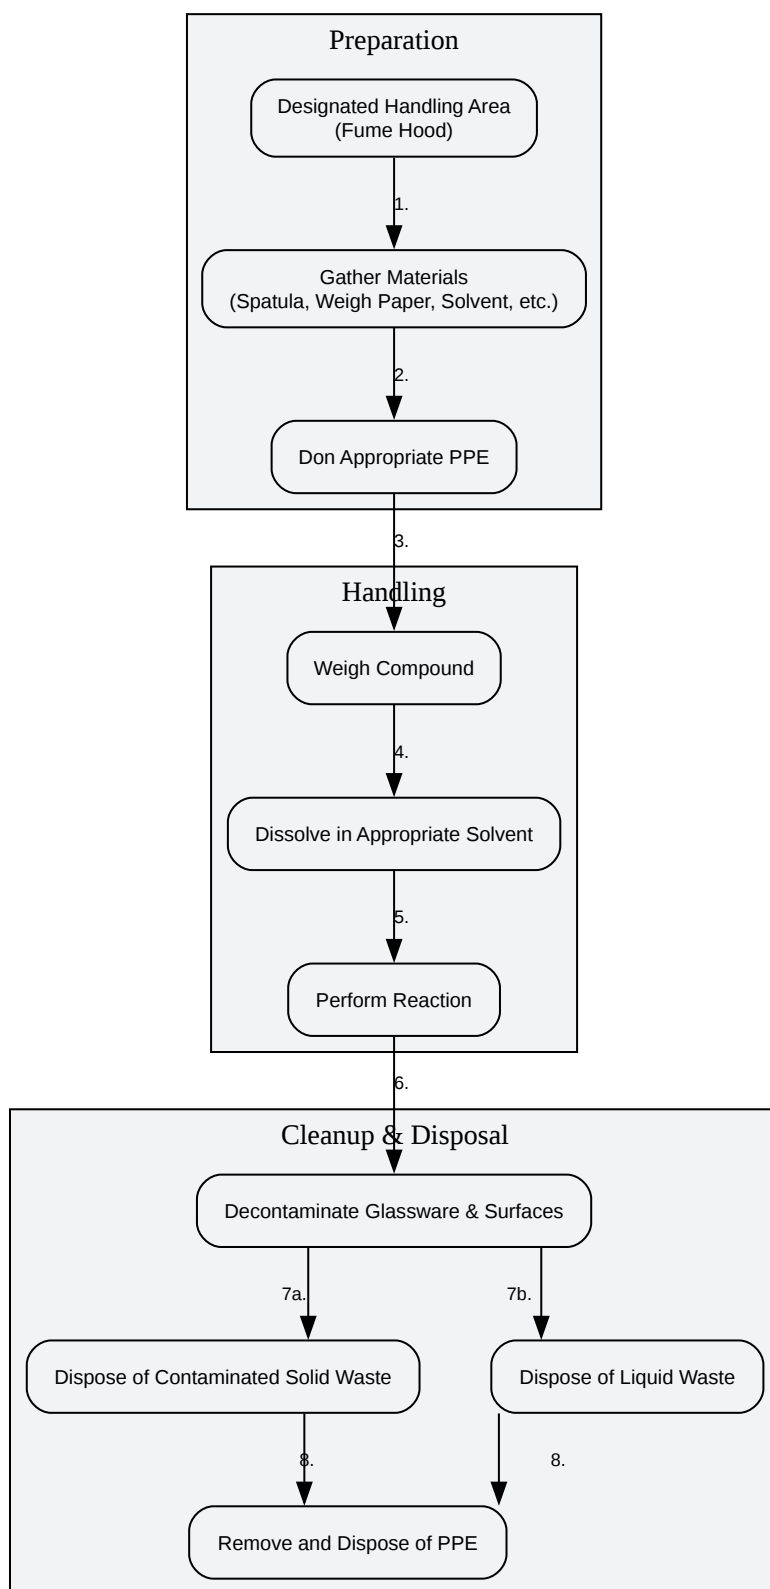 Preparation
Designated Handling Area
(Fume Hood)
1.
Gather Materials
(Spatula, Weigh Paper, Solvent, etc.)
2.
Don Appropriate PPE
3.
Handling
Weigh Compound
4.
Dissolve in Appropriate Solvent
5.
Perform Reaction
6.
Cleanup & Disposal
Decontaminate Glassware & Surfaces
7a.
7b.
Dispose of Contaminated Solid Waste
Dispose of Liquid Waste
8.
8.
Remove and Dispose of PPE